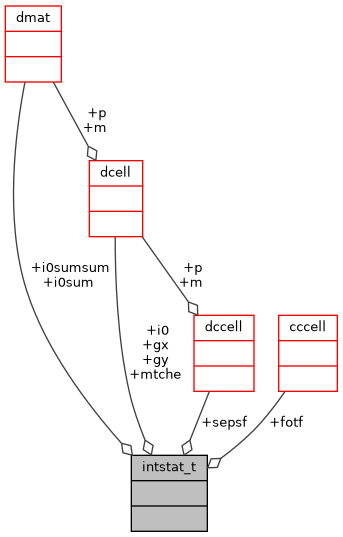 dmat
+p
+m
dcell
+i0sumsum
+i0sum
+p
+m
+i0
+gx
+gy
+mtche
dccell
cccell
+sepsf
+fotf
intstat_t